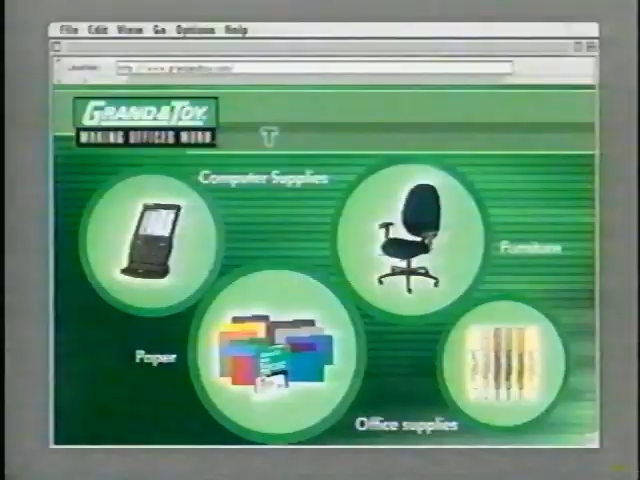 File Edit View Go Options Help
GRAND & TOY
MAKING OFFICES WORK
T
Computer Supplies
Furniture
Paper
Office supplies